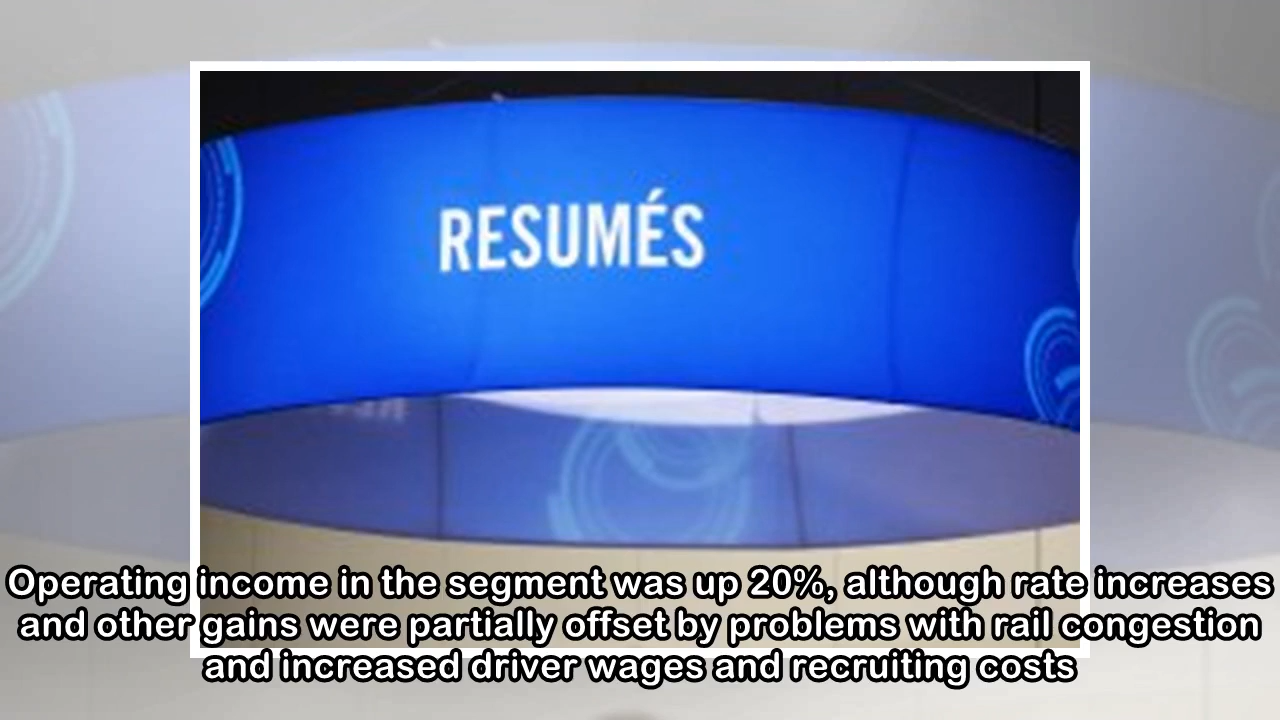 RESUMÉS
Operating income in the segment was up 20%, although rate increases
and other gains were partially offset by problems with rail congestion
and increased driver wages and recruiting costs